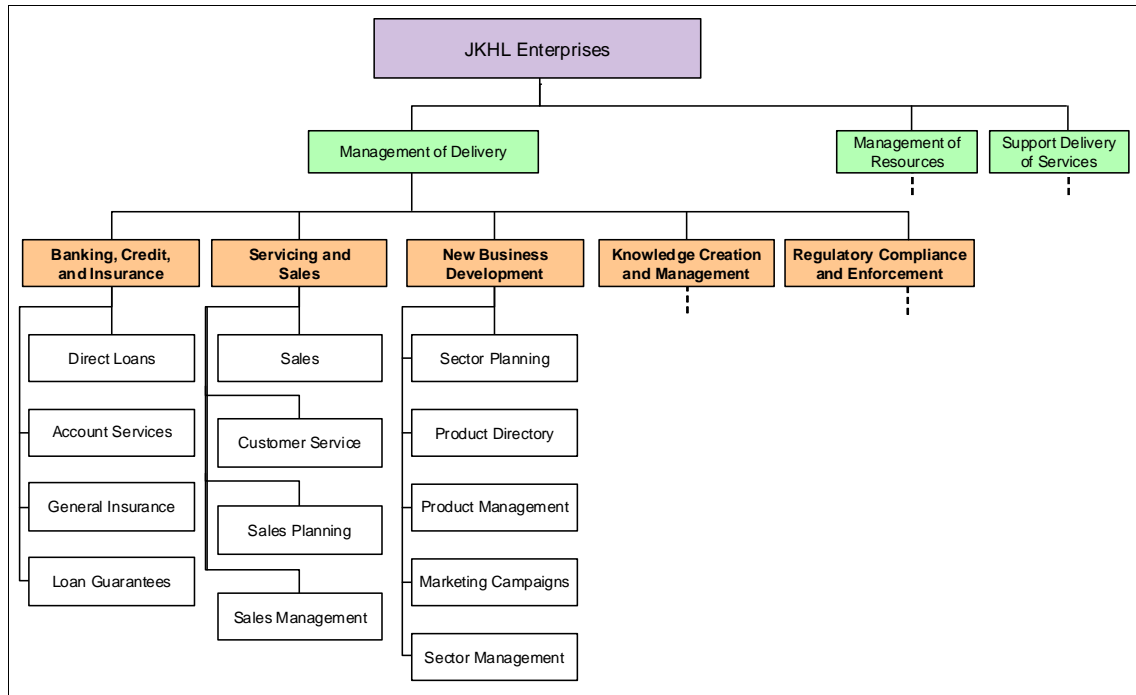 JKHL Enterprises
Management of Delivery
Management of
Resources
Support Delivery
of Services
Banking, Credit,
and Insurance
Servicing and
Sales
New Business
Development
Knowledge Creation
and Management
Regulatory Compliance
and Enforcement
Direct Loans
Account Services
General Insurance
Loan Guarantees
Sales
Customer Service
Sales Planning
Sales Management
Sector Planning
Product Directory
Product Management
Marketing Campaigns
Sector Management